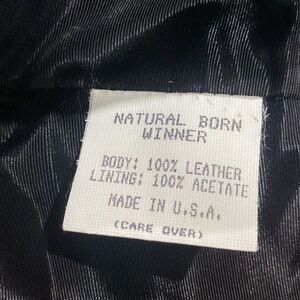 NATURAL BORN
WINNER
BODY: 100% LEATHER
LINING: 100% ACETATE
MADE IN U.S.A.
(CARE OVER)